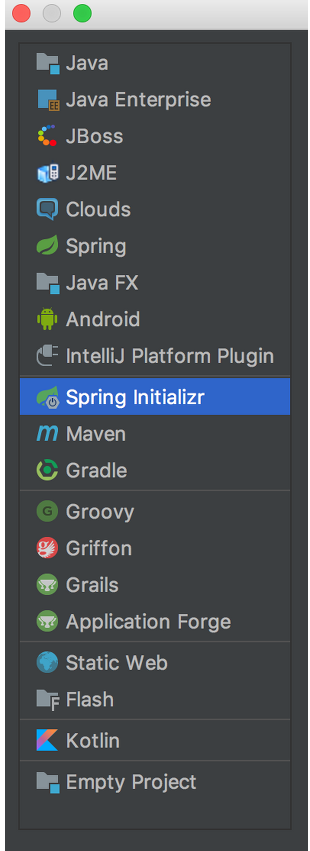 Java
Java Enterprise
JBoss
J2ME
Clouds
Spring
Java FX
Android
IntelliJ Platform Plugin
Spring Initializr
Maven
Gradle
Groovy
Griffon
Grails
Application Forge
Static Web
Flash
Kotlin
Empty Project